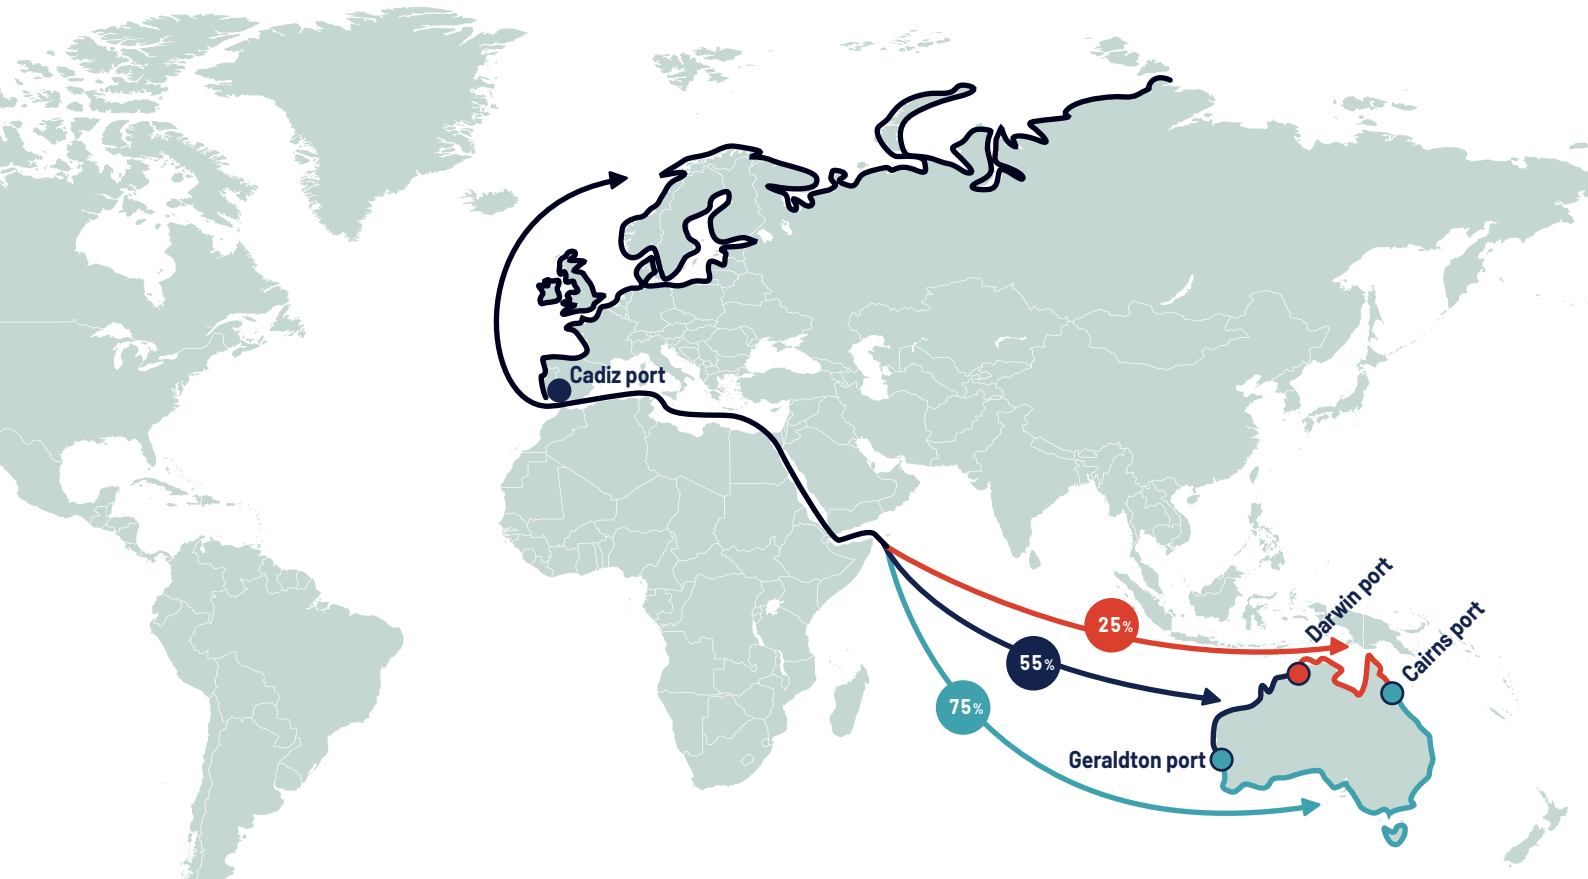 Cadiz port
Darwin port
Cairns port
25%
55%
75%
Geraldton port